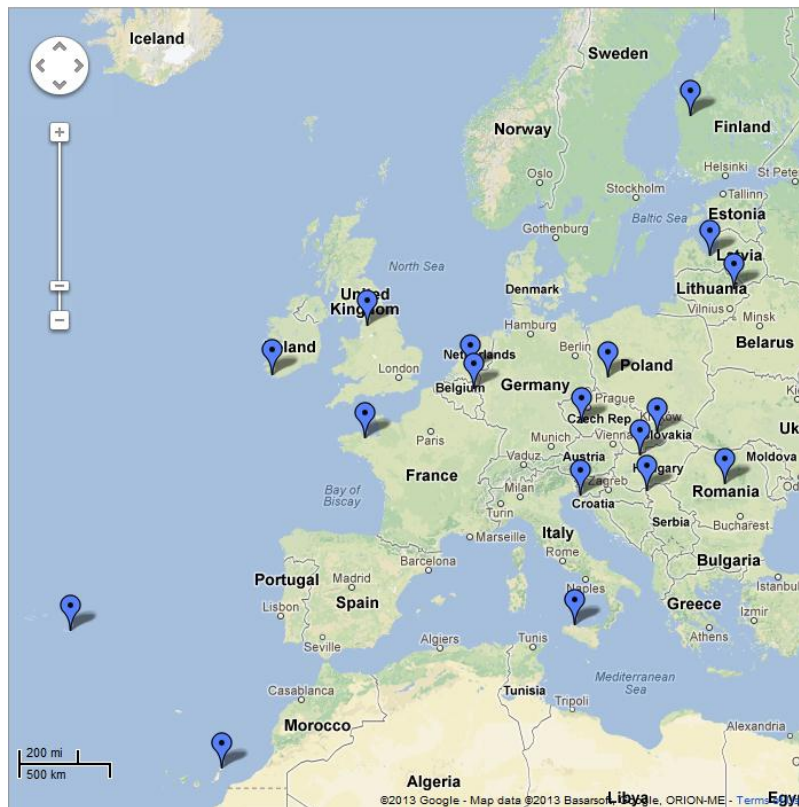 Iceland
Sweden
Finland
Norway
Helsinki
St Pete
Oslo
Tallinn
Stockholm
Estonia
Baltic Sea
Gothenburg
Latvia
North Sea
Lithuania
Denmark
United
Kingdom
Vilnius
Minsk
Hamburg
Belarus
land
Netherlands
Berlin
Poland
London
Belgium
Germany
Prague
Czech Rep
Paris
Slovakia
Munich
Vienna
Austria
Moldova
Vaduz
Hungary
France
Zagreb
Romania
Milan
Bay of
Biscay
Croatia
Turin
Serbia
Bucharest
Marseille
Italy
Bulgaria
Barcelona
Rome
Portugal
Madrid
Istanbul
Naples
Spain
Greece
Lisbon
Izmir
Athens
Seville
Algiers
Tunis
Mediterranean
Sea
Casablanca
Tunisia
Tripoli
Morocco
Alexandria
200 mi
500 km
Algeria
Libya
©2013 Google - Map data ©2013 Basarsoft, Google, ORION-ME - Terms